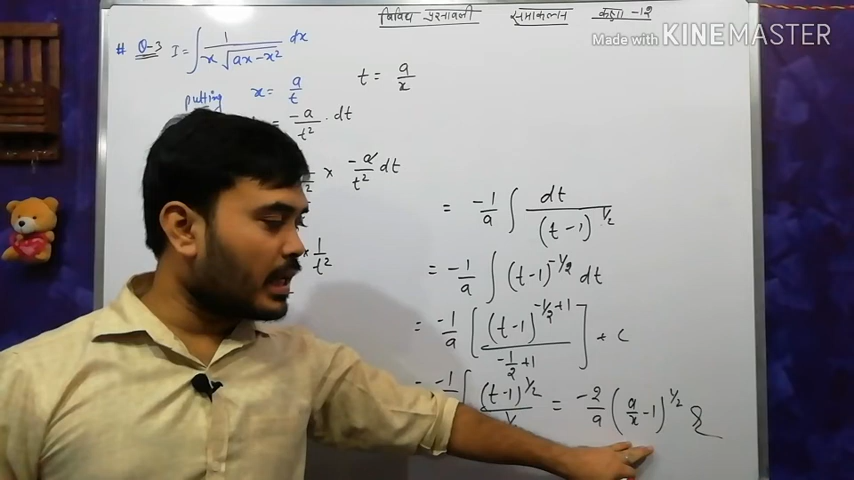 विविध प्रश्नावली समाकलन कक्षा -12
Made with KINEMASTER
# Q-3 I = ∫ 1/(x √(ax-x²)) dx
putting x = a/t t = a/x
= -a/t² . dt
× -a/t² dt
× 1/t²
= -1/a ∫ dt/(t-1)^1/2
= -1/a ∫ (t-1)^-1/2 dt
= -1/a [ (t-1)^(-1/2+1) / (-1/2+1) ] + c
= -1/a [ (t-1)^1/2 = -2/a (a/x -1)^1/2